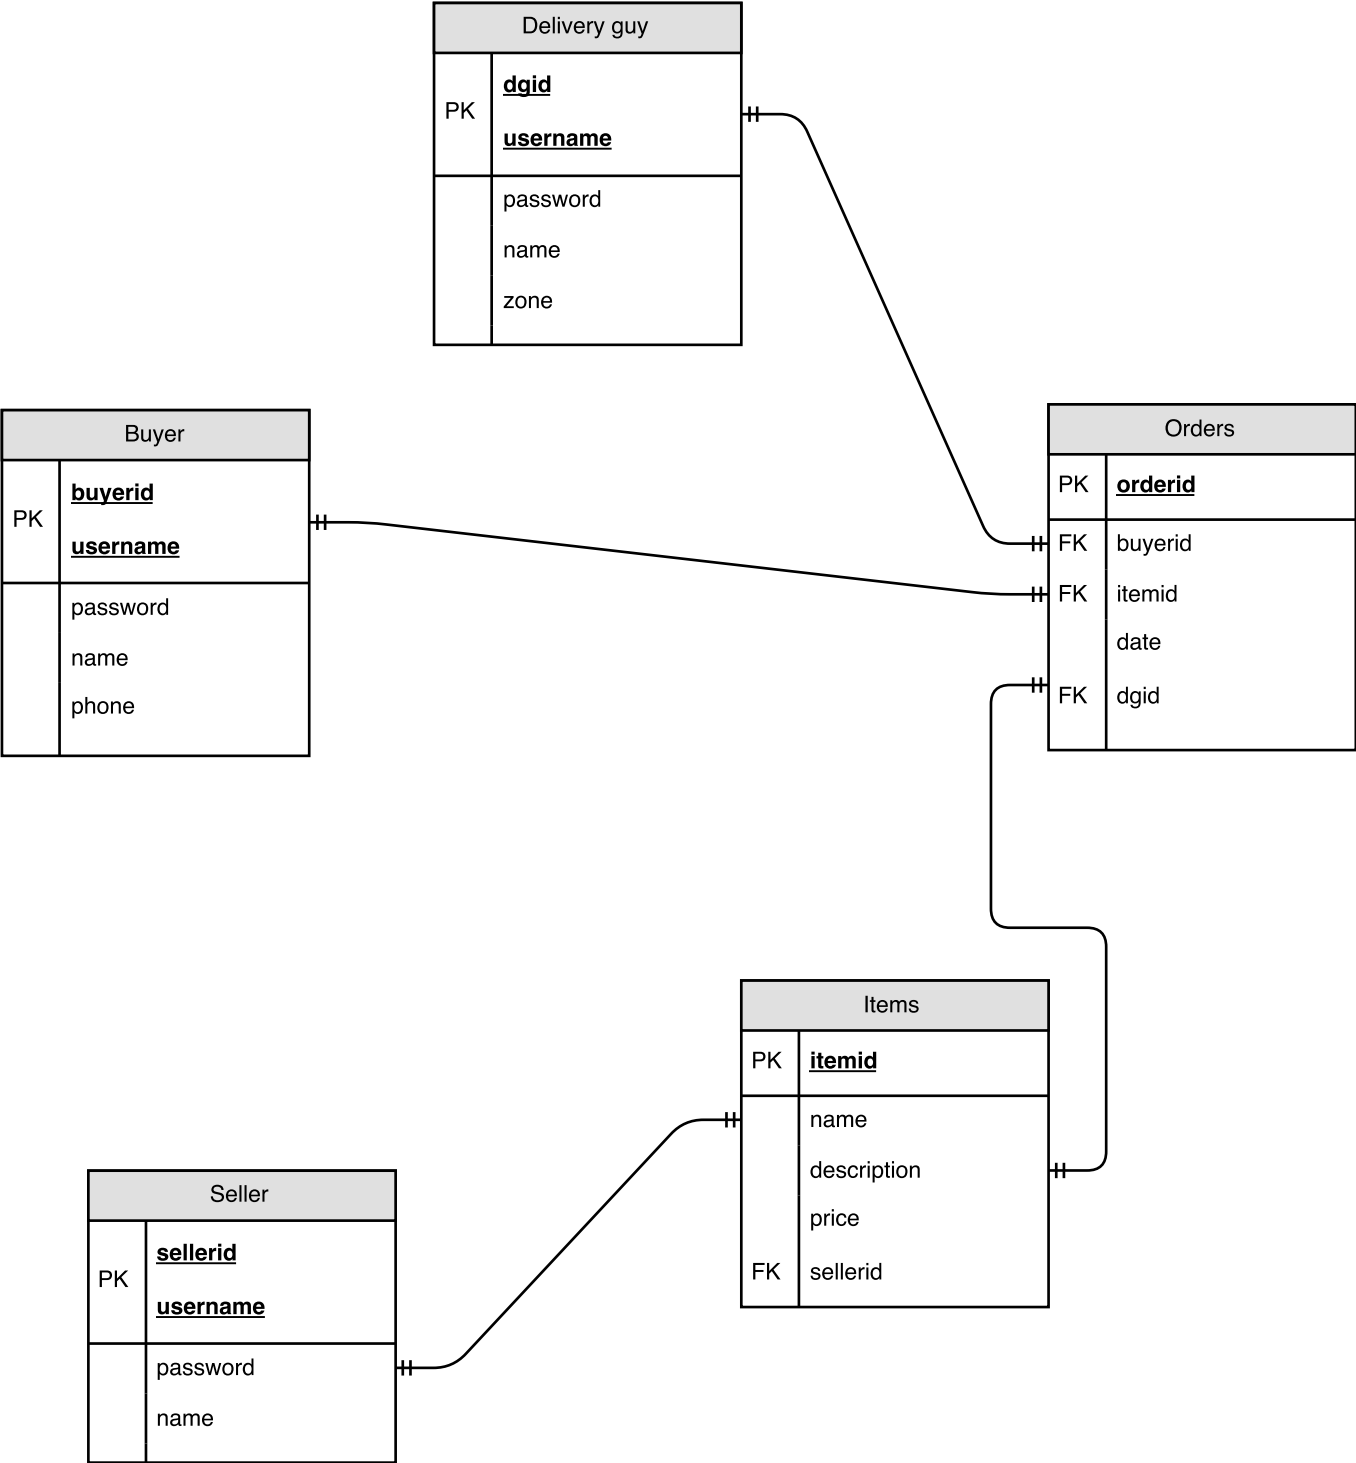 Delivery guy
PK
dgid
username
password
name
zone
Buyer
PK
buyerid
username
password
name
phone
Orders
PK orderid
FK buyerid
FK itemid
date
FK dgid
Items
PK itemid
name
description
price
FK sellerid
Seller
PK
sellerid
username
password
name